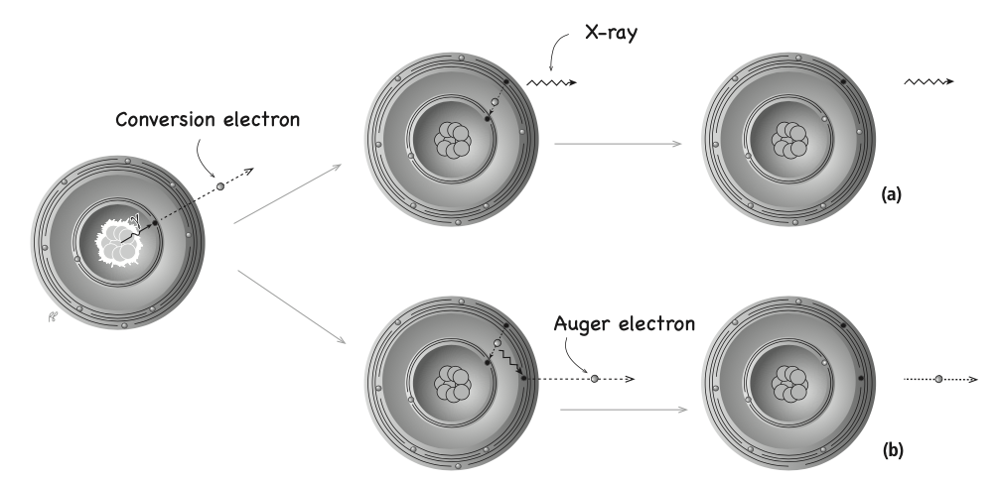 X-ray
Conversion electron
γ
(a)
Auger electron
(b)